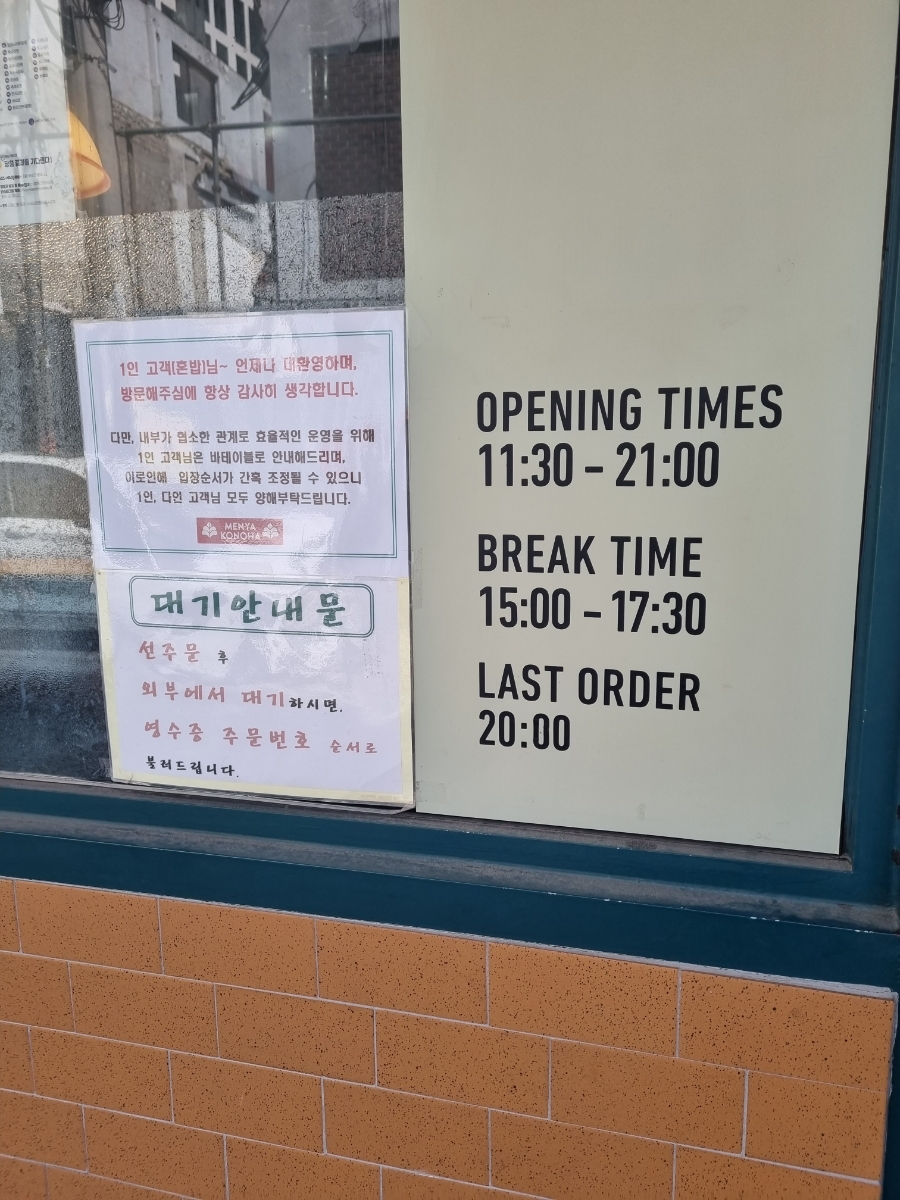 1인 고객(혼밥)님~ 언제나 대환영하며,
방문해주심에 항상 감사히 생각합니다.
다만, 내부가 협소한 관계로 효율적인 운영을 위해
1인 고객님은 바테이블로 안내해드리며,
이로인해 입장순서가 간혹 조정될 수 있으니
1인, 다인 고객님 모두 양해부탁드립니다.
MENYA
KONOHA
대기안내문
선주문 후
외부에서 대기하시면.
영수증 주문번호 순서로
불러드립니다.
OPENING TIMES
11:30 – 21:00
BREAK TIME
15:00 – 17:30
LAST ORDER
20:00